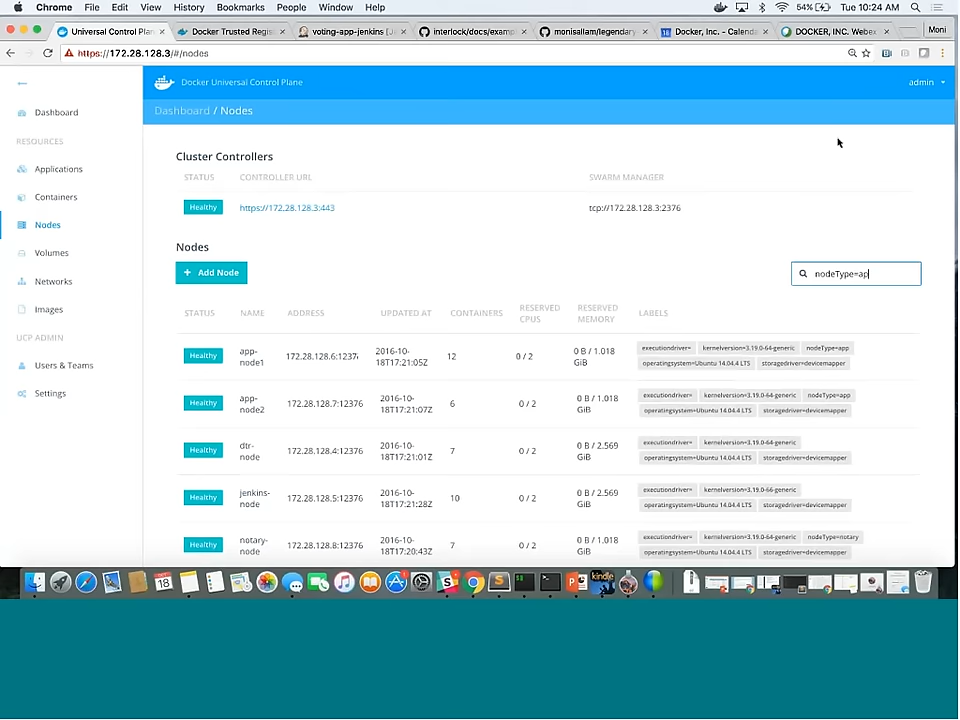 Chrome File Edit View History Bookmarks People Window Help 54% Tue 10:24 AM
Universal Control Plan Docker Trusted Regis voting-app-jenkins [Je interlock/docs/examp monisallam/legendary Docker, Inc. - Calenda DOCKER, INC. Webex Moni
https://172.28.128.3/#/nodes
Docker Universal Control Plane admin
Dashboard / Nodes
Dashboard
RESOURCES
Applications
Containers
Nodes
Volumes
Networks
Images
UCP ADMIN
Users & Teams
Settings
Cluster Controllers
STATUS CONTROLLER URL SWARM MANAGER
Healthy https://172.28.128.3:443 tcp://172.28.128.3:2376
Nodes
+ Add Node nodeType=ap
STATUS NAME ADDRESS UPDATED AT CONTAINERS RESERVED CPUS RESERVED MEMORY LABELS
Healthy app-node1 172.28.128.6:12376 2016-10-18T17:21:05Z 12 0 / 2 0 B / 1.018 GiB executiondriver= kernelversion=3.19.0-64-generic nodeType=app
operatingsystem=Ubuntu 14.04.4 LTS storagedriver=devicemapper
Healthy app-node2 172.28.128.7:12376 2016-10-18T17:21:07Z 6 0 / 2 0 B / 1.018 GiB executiondriver= kernelversion=3.19.0-64-generic nodeType=app
operatingsystem=Ubuntu 14.04.4 LTS storagedriver=devicemapper
Healthy dtr-node 172.28.128.4:12376 2016-10-18T17:21:01Z 7 0 / 2 0 B / 2.569 GiB executiondriver= kernelversion=3.19.0-64-generic
operatingsystem=Ubuntu 14.04.4 LTS storagedriver=devicemapper
Healthy jenkins-node 172.28.128.5:12376 2016-10-18T17:21:28Z 10 0 / 2 0 B / 2.569 GiB executiondriver= kernelversion=3.19.0-66-generic
operatingsystem=Ubuntu 14.04.4 LTS storagedriver=devicemapper
Healthy notary-node 172.28.128.8:12376 2016-10-18T17:20:43Z 7 0 / 2 0 B / 1.018 GiB executiondriver= kernelversion=3.19.0-64-generic nodeType=notary
operatingsystem=Ubuntu 14.04.4 LTS storagedriver=devicemapper
18 kindle